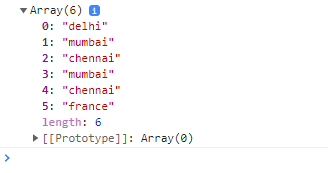 ▼Array(6) i
0: "delhi"
1: "mumbai"
2: "chennai"
3: "mumbai"
4: "chennai"
5: "france"
length: 6
▶[[Prototype]]: Array(0)
>